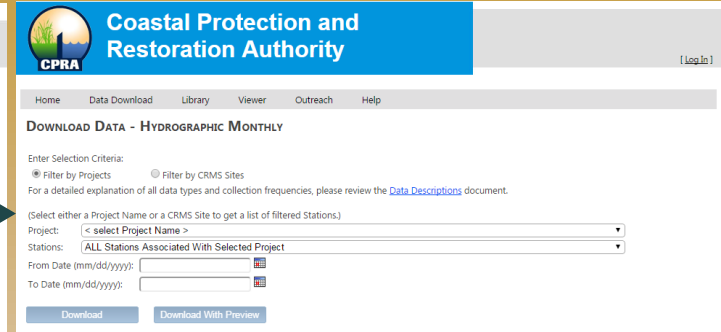 Coastal Protection and
Restoration Authority
CPRA
[ Log In ]
Home Data Download Library Viewer Outreach Help
DOWNLOAD DATA - HYDROGRAPHIC MONTHLY
Enter Selection Criteria:
Filter by Projects Filter by CRMS Sites
For a detailed explanation of all data types and collection frequencies, please review the Data Descriptions document.
(Select either a Project Name or a CRMS Site to get a list of filtered Stations.)
Project: < select Project Name >
Stations: ALL Stations Associated With Selected Project
From Date (mm/dd/yyyy):
To Date (mm/dd/yyyy):
Download Download With Preview